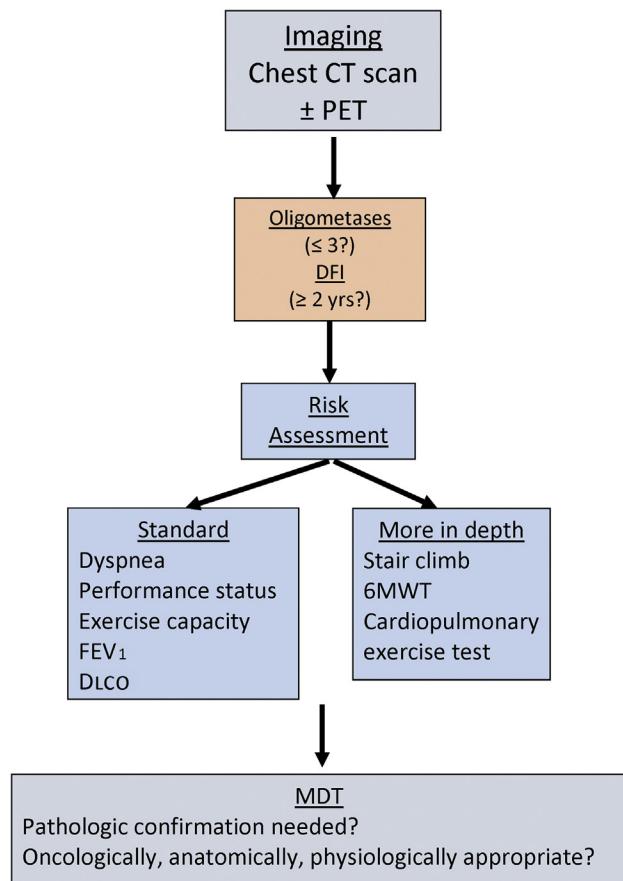 Imaging
Chest CT scan
± PET
Oligometases
(≤ 3?)
DFI
(≥ 2 yrs?)
Risk
Assessment
Standard
Dyspnea
Performance status
Exercise capacity
FEV₁
DLCO
More in depth
Stair climb
6MWT
Cardiopulmonary
exercise test
MDT
Pathologic confirmation needed?
Oncologically, anatomically, physiologically appropriate?